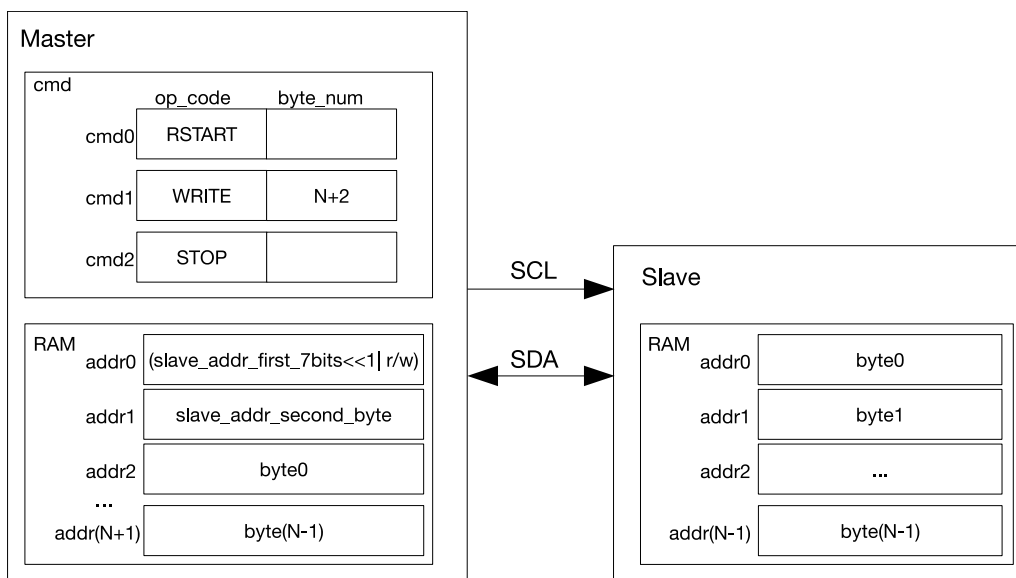 Master
cmd
op_code byte_num
cmd0 RSTART
cmd1 WRITE N+2
cmd2 STOP
RAM
addr0 (slave_addr_first_7bits<<1| r/w)
addr1 slave_addr_second_byte
addr2 byte0
...
addr(N+1) byte(N-1)
SCL
SDA
Slave
RAM
addr0 byte0
addr1 byte1
addr2 ...
addr(N-1) byte(N-1)